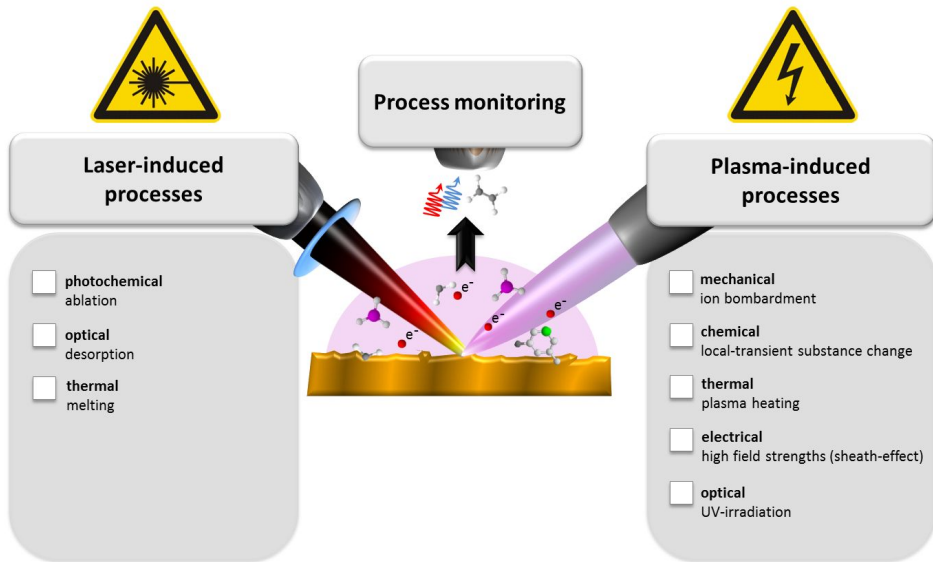 Process monitoring
Laser-induced
processes
Plasma-induced
processes
photochemical
ablation
optical
desorption
thermal
melting
e⁻
e⁻
e⁻
e⁻
mechanical
ion bombardment
chemical
local-transient substance change
thermal
plasma heating
electrical
high field strengths (sheath-effect)
optical
UV-irradiation